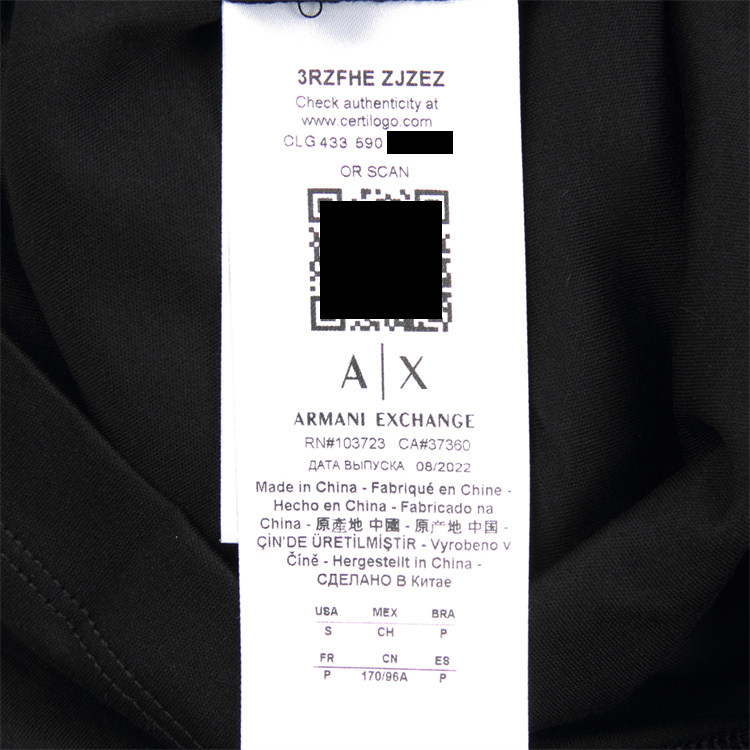 3RZFHE ZJZEZ
Check authenticity at
www.certilogo.com
CLG 433 590
OR SCAN
A|X
ARMANI EXCHANGE
RN#103723 CA#37360
ДАТА ВЫПУСКА 08/2022
Made in China - Fabriqué en Chine -
Hecho en China - Fabricado na
China - 原產地 中國 - 原产地 中国 -
ÇİN'DE ÜRETİLMİŞTİR - Vyrobeno v
Číně - Hergestellt in China -
СДЕЛАНО В Китае
USA MEX BRA
S CH P
FR CN ES
P 170/96A P